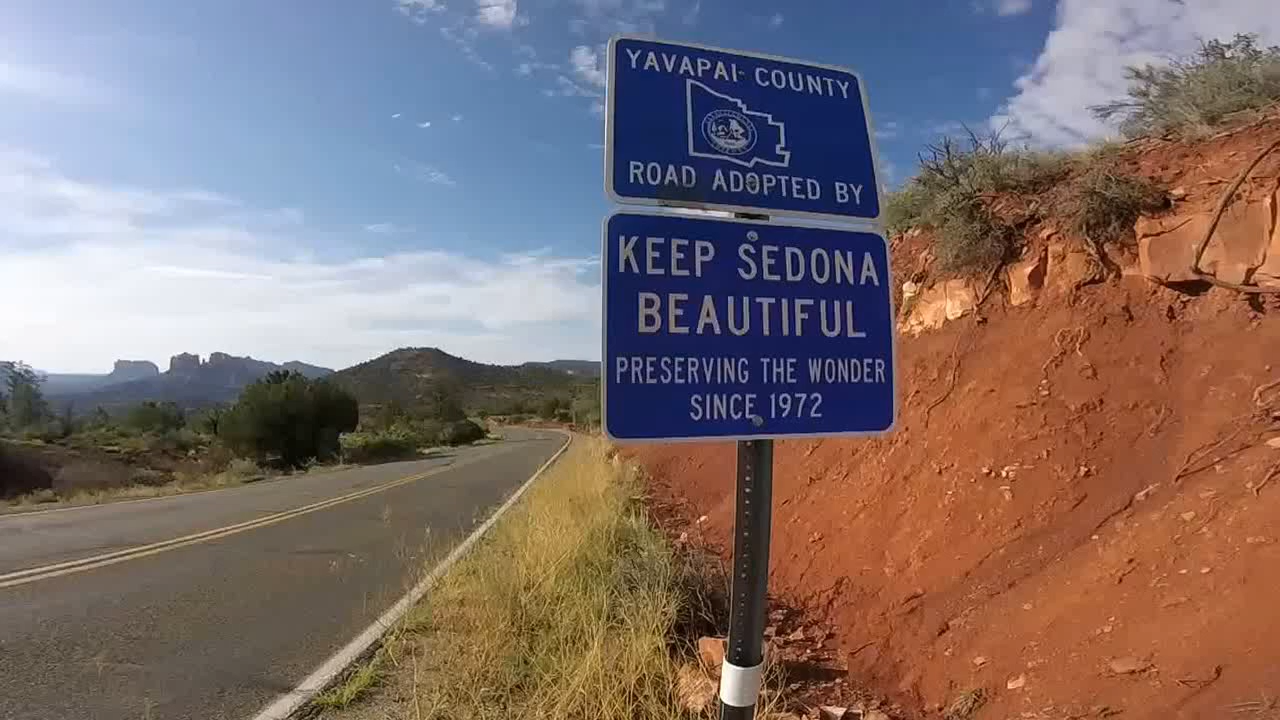 YAVAPAI COUNTY
ROAD ADOPTED BY
KEEP SEDONA
BEAUTIFUL
PRESERVING THE WONDER
SINCE 1972